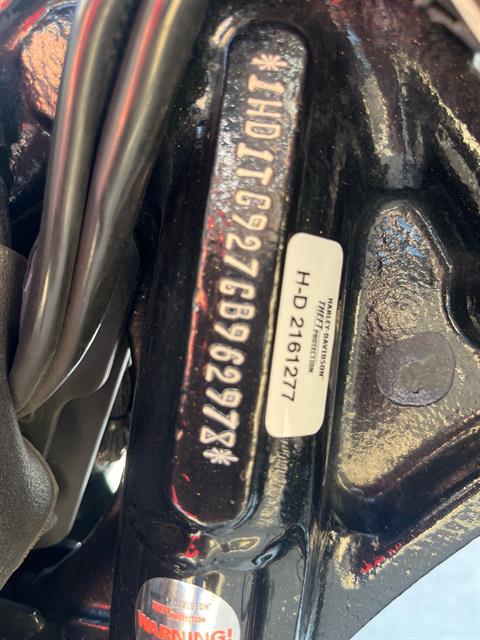 *1HD1TG927GB962978*
HARLEY-DAVIDSON
THEFT PROTECTION
H-D 2161277
WARNING!